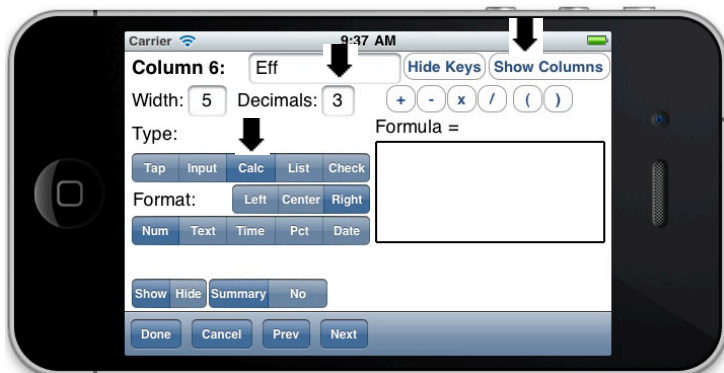 Carrier 9:37 AM
Column 6: Eff Hide Keys Show Columns
Width: 5 Decimals: 3 + - x / ( )
Type: Formula =
Tap Input Calc List Check
Format: Left Center Right
Num Text Time Pct Date
Show Hide Summary No
Done Cancel Prev Next